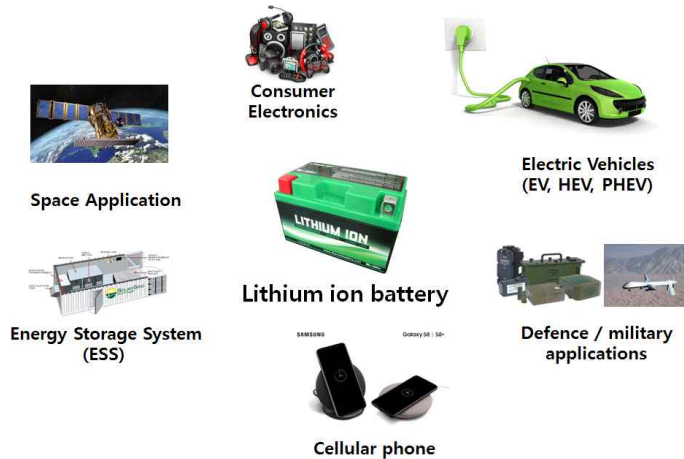 Consumer
Electronics
Electric Vehicles
(EV, HEV, PHEV)
Space Application
LITHIUM ION
Lithium ion battery
Energy Storage System
(ESS)
Defence / military
applications
SAMSUNG
Galaxy S8 | S8+
Cellular phone